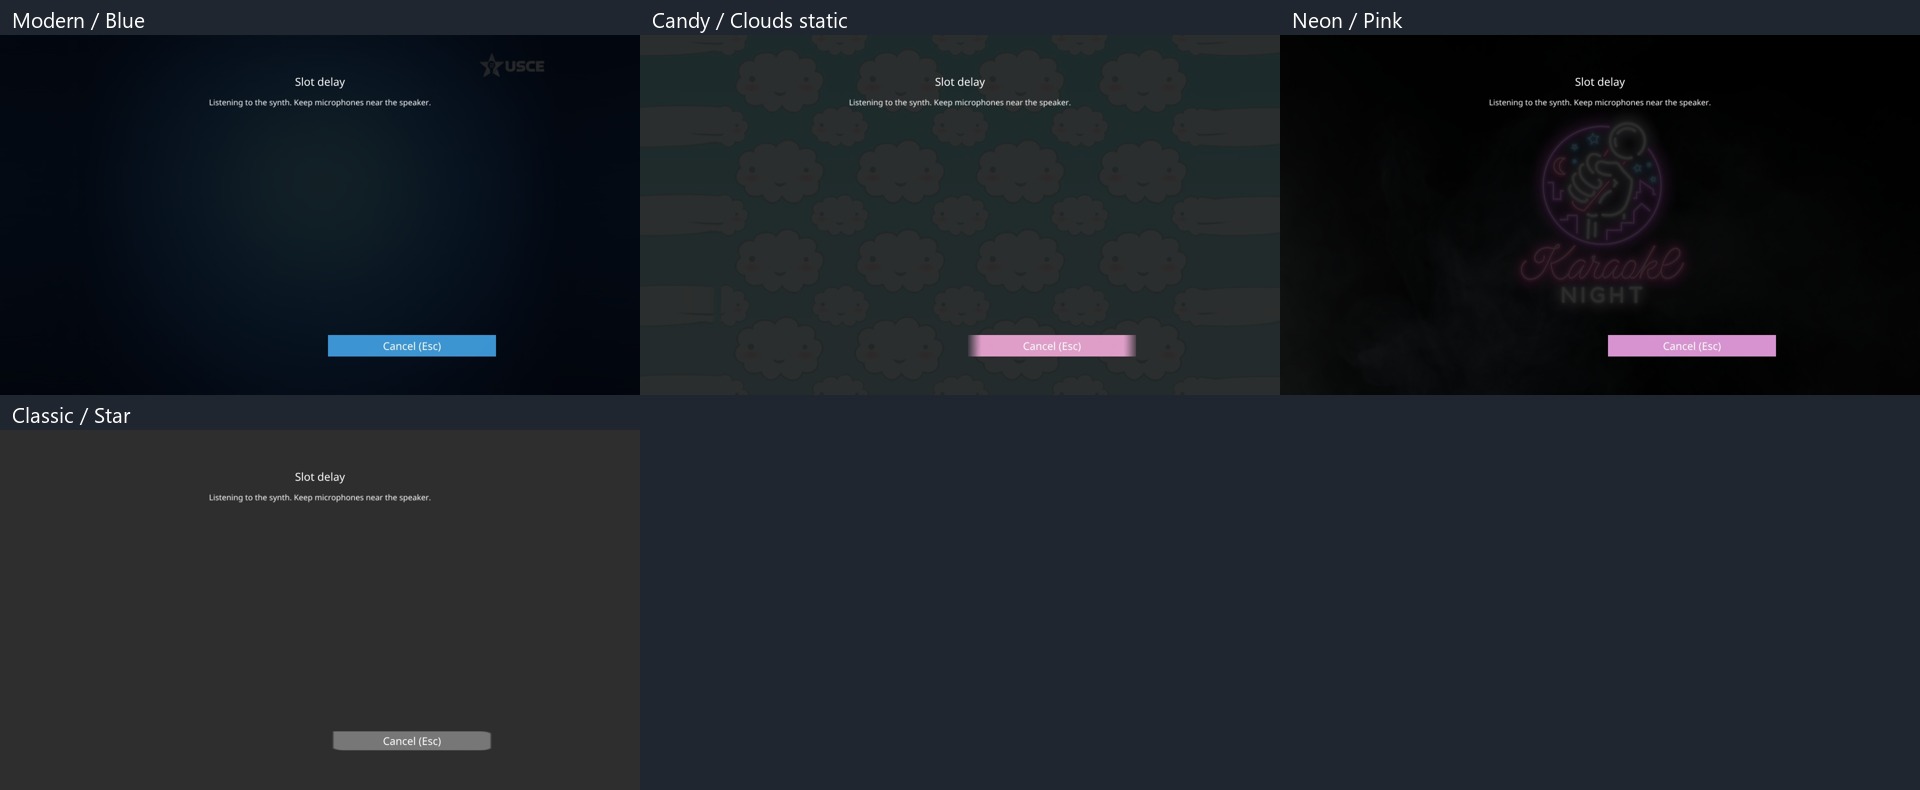 Modern / Blue
Candy / Clouds static
Neon / Pink
USCE
Slot delay
Listening to the synth. Keep microphones near the speaker.
Cancel (Esc)
Slot delay
Listening to the synth. Keep microphones near the speaker.
Cancel (Esc)
Slot delay
Listening to the synth. Keep microphones near the speaker.
Karaoke
NIGHT
Cancel (Esc)
Classic / Star
Slot delay
Listening to the synth. Keep microphones near the speaker.
Cancel (Esc)